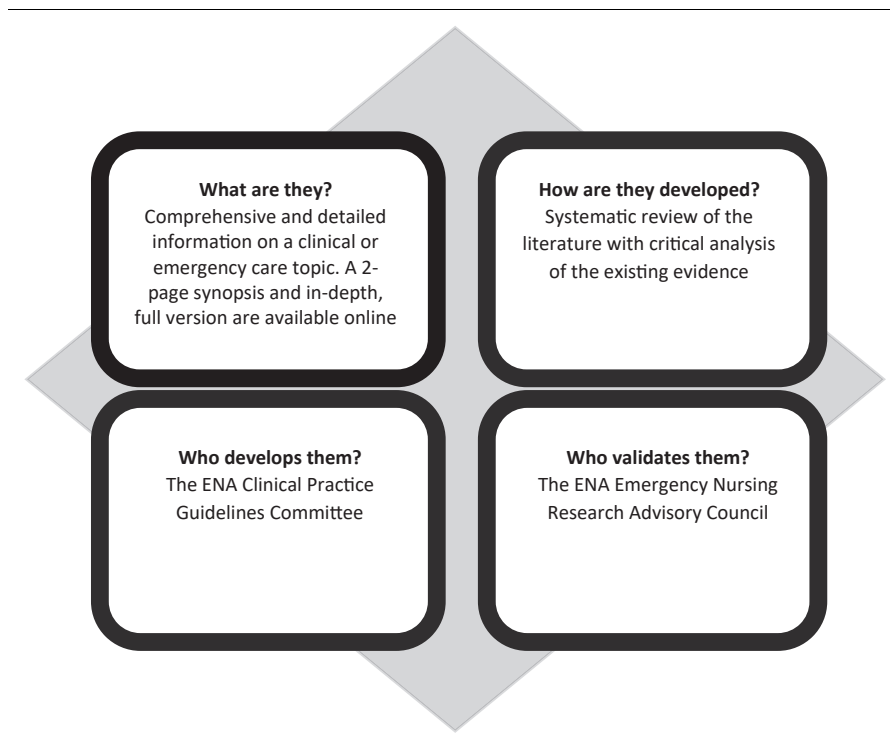 What are they?
Comprehensive and detailed
information on a clinical or
emergency care topic. A 2-
page synopsis and in-depth,
full version are available online
How are they developed?
Systematic review of the
literature with critical analysis
of the existing evidence
Who develops them?
The ENA Clinical Practice
Guidelines Committee
Who validates them?
The ENA Emergency Nursing
Research Advisory Council